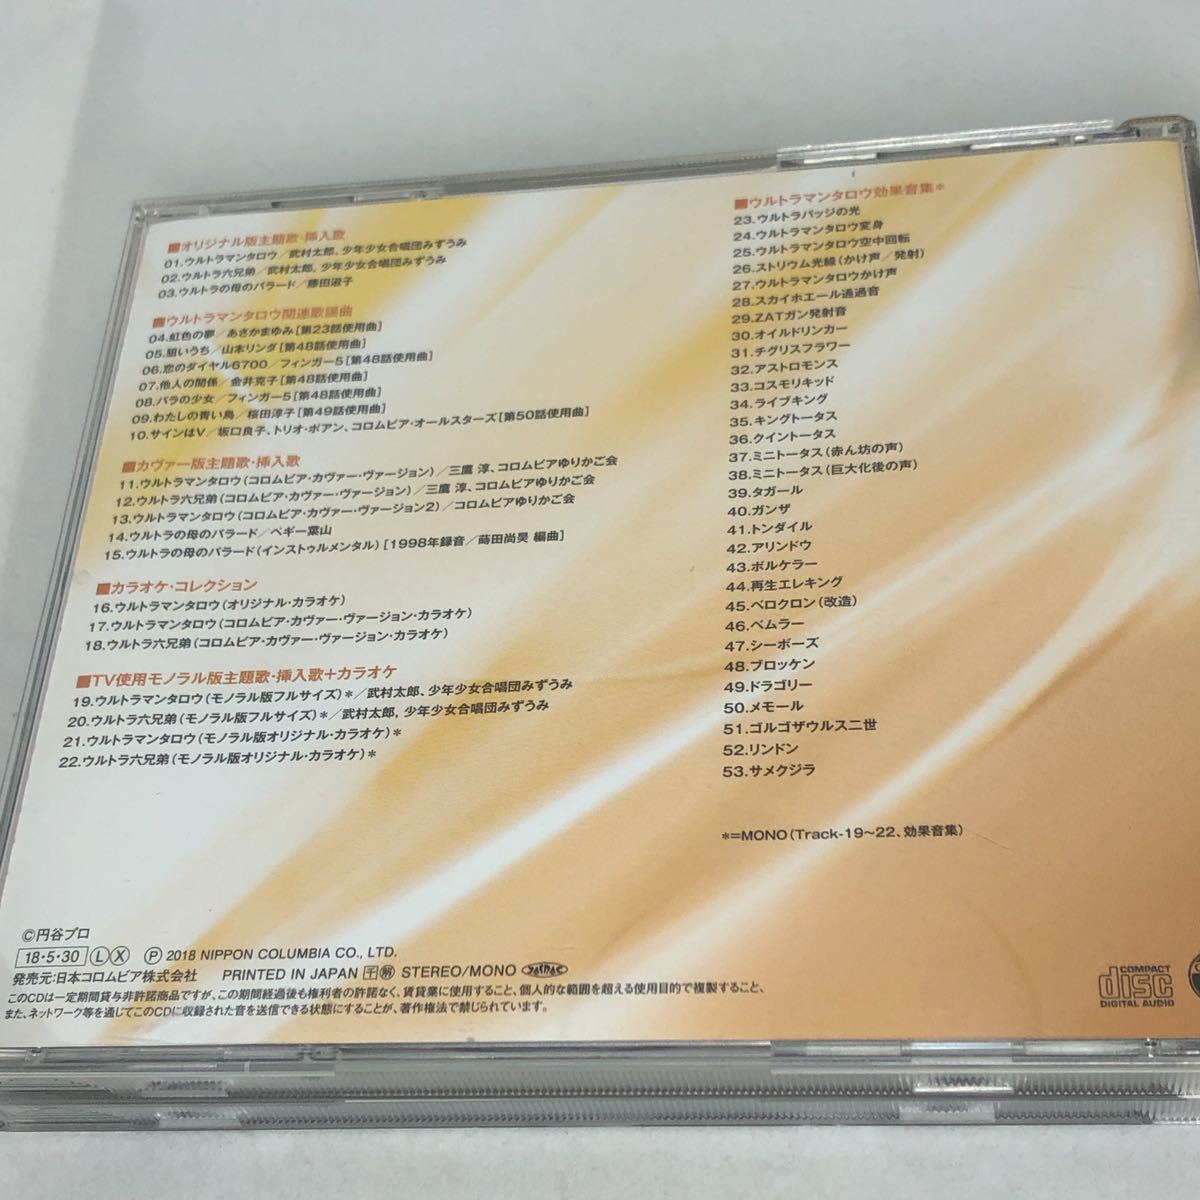 ■オリジナル版主題歌・挿入歌
01.ウルトラマンタロウ／武村太郎、少年少女合唱団みずうみ
02.ウルトラ六兄弟／武村太郎、少年少女合唱団みずうみ
03.ウルトラの母のバラード／藤田淑子
■ウルトラマンタロウ関連歌謡曲
04.虹色の夢／あさかまゆみ[第23話使用曲]
05.狙いうち／山本リンダ[第48話使用曲]
06.恋のダイヤル6700／フィンガー5[第48話使用曲]
07.他人の関係／金井克子[第48話使用曲]
08.バラの少女／フィンガー5[第48話使用曲]
09.わたしの青い鳥／桜田淳子[第49話使用曲]
10.サインはV／坂口良子、トリオ・ボアン、コロムビア・オールスターズ[第50話使用曲]
■カヴァー版主題歌・挿入歌
11.ウルトラマンタロウ(コロムビア・カヴァー・ヴァージョン)／三鷹 淳、コロムビアゆりかご会
12.ウルトラ六兄弟(コロムビア・カヴァー・ヴァージョン)／三鷹 淳、コロムビアゆりかご会
13.ウルトラマンタロウ(コロムビア・カヴァー・ヴァージョン2)／コロムビアゆりかご会
14.ウルトラの母のバラード／ペギー葉山
15.ウルトラの母のバラード(インストゥルメンタル)[1998年録音／蒔田尚昊 編曲]
■カラオケ・コレクション
16.ウルトラマンタロウ(オリジナル・カラオケ)
17.ウルトラマンタロウ(コロムビア・カヴァー・ヴァージョン・カラオケ)
18.ウルトラ六兄弟(コロムビア・カヴァー・ヴァージョン・カラオケ)
■TV使用モノラル版主題歌・挿入歌+カラオケ
19.ウルトラマンタロウ(モノラル版フルサイズ)*／武村太郎、少年少女合唱団みずうみ
20.ウルトラ六兄弟(モノラル版フルサイズ)*／武村太郎、少年少女合唱団みずうみ
21.ウルトラマンタロウ(モノラル版オリジナル・カラオケ)*
22.ウルトラ六兄弟(モノラル版オリジナル・カラオケ)*
■ウルトラマンタロウ効果音集*
23.ウルトラバッジの光
24.ウルトラマンタロウ変身
25.ウルトラマンタロウ空中回転
26.ストリウム光線(かけ声／発射)
27.ウルトラマンタロウかけ声
28.スカイホエール通過音
29.ZATガン発射音
30.オイルドリンカー
31.チグリスフラワー
32.アストロモンス
33.コスモリキッド
34.ライブキング
35.キングトータス
36.クイントータス
37.ミニトータス(赤ん坊の声)
38.ミニトータス(巨大化後の声)
39.タガール
40.ガンザ
41.トンダイル
42.アリンドウ
43.ボルケラー
44.再生エレキング
45.ベロクロン(改造)
46.ベムラー
47.シーボーズ
48.ブロッケン
49.ドラゴリー
50.メモール
51.ゴルゴザウルス二世
52.リンドン
53.サメクジラ
*=MONO(Track-19〜22、効果音集)
©円谷プロ
18・5・30 Ⓛ Ⓧ Ⓟ 2018 NIPPON COLUMBIA CO., LTD.
発売元:日本コロムビア株式会社 PRINTED IN JAPAN STEREO/MONO
このCDは一定期間貸与非許諾商品ですが、この期間経過後も権利者の許諾なく、賃貸業に使用すること、個人的な範囲を超える使用目的で複製すること、
また、ネットワーク等を通じてこのCDに収録された音を送信できる状態にすることが、著作権法で禁じられています。
COMPACT
disc
DIGITAL AUDIO